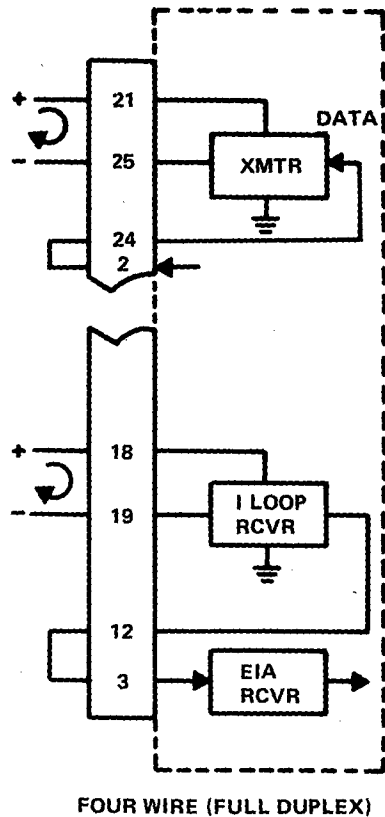 +
21
DATA
-
25
XMTR
24
2
+
18
-
19
I LOOP
RCVR
12
3
EIA
RCVR
FOUR WIRE (FULL DUPLEX)